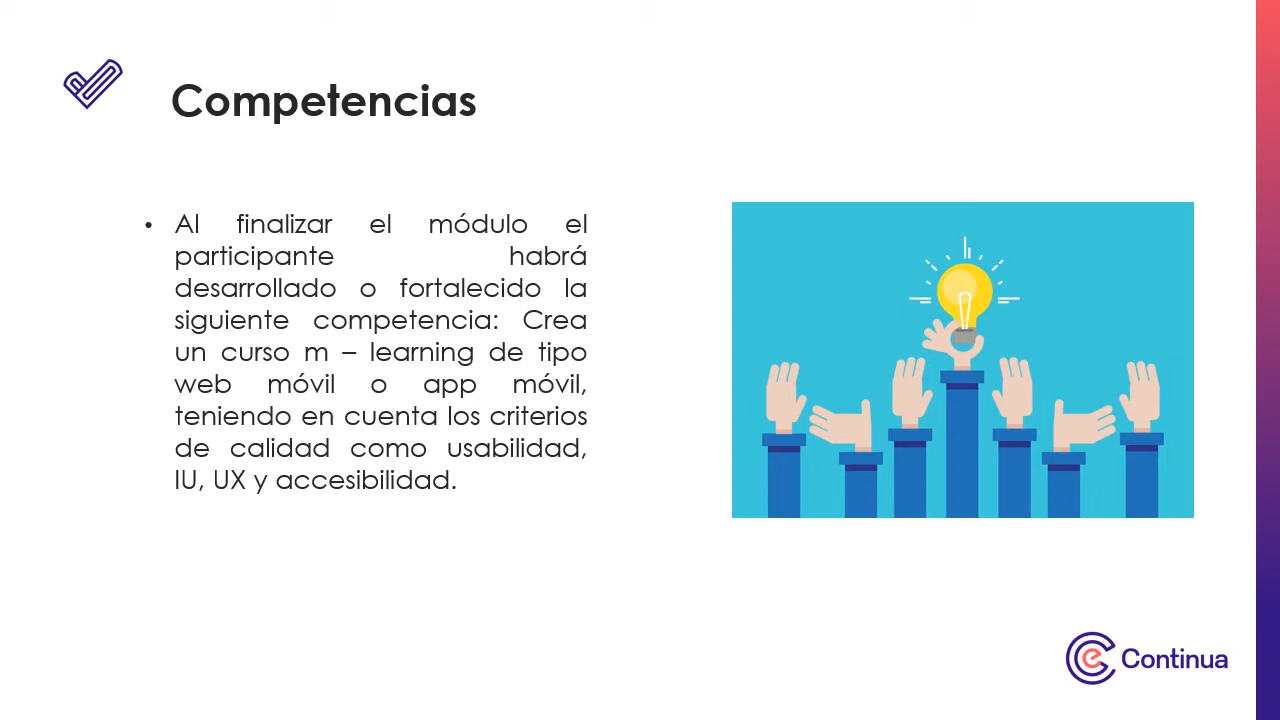 Competencias
• Al finalizar el módulo el
participante habrá
desarrollado o fortalecido la
siguiente competencia: Crea
un curso m – learning de tipo
web móvil o app móvil,
teniendo en cuenta los criterios
de calidad como usabilidad,
IU, UX y accesibilidad.
Continua